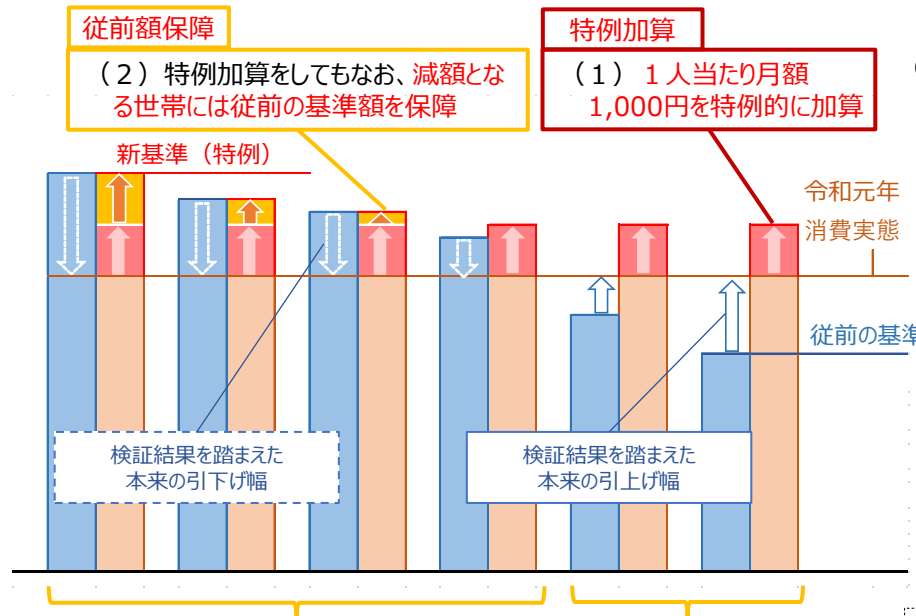 従前額保障
（２）特例加算をしてもなお、減額とな
る世帯には従前の基準額を保障
特例加算
（１）１人当たり月額
1,000円を特例的に加算
新基準（特例）
令和元年
消費実態
従前の基準
検証結果を踏まえた
本来の引下げ幅
検証結果を踏まえた
本来の引上げ幅